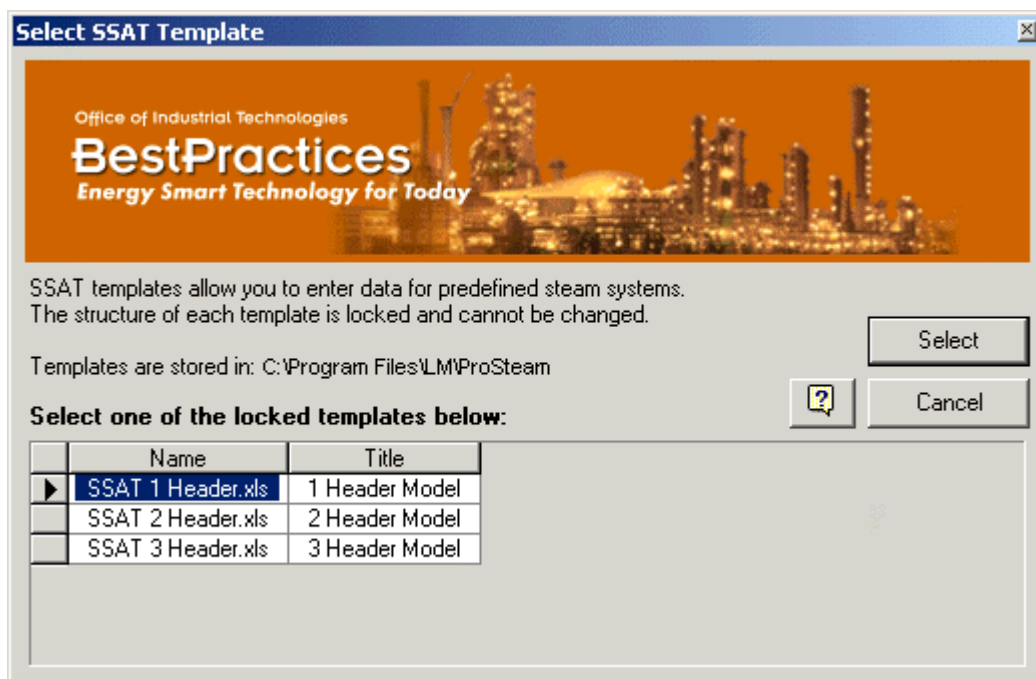 Select SSAT Template
Office of Industrial Technologies
BestPractices
Energy Smart Technology for Today
SSAT templates allow you to enter data for predefined steam systems.
The structure of each template is locked and cannot be changed.
Select
Templates are stored in: C:\Program Files\LM\ProSteam
Cancel
Select one of the locked templates below:
Name Title
SSAT 1 Header.xls 1 Header Model
SSAT 2 Header.xls 2 Header Model
SSAT 3 Header.xls 3 Header Model